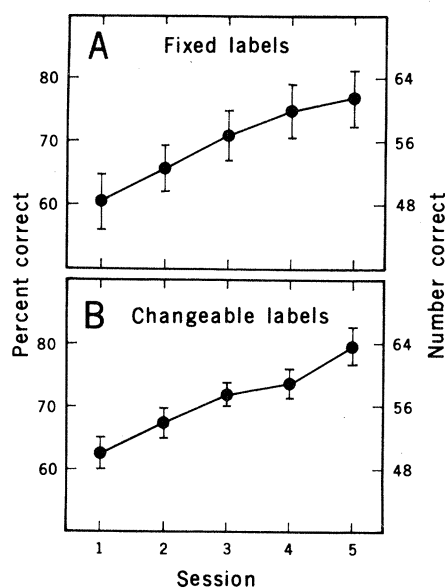 A Fixed labels
80
70
60
64
56
48
B Changeable labels
80
70
60
64
56
48
1 2 3 4 5
Session
Percent correct
Number correct